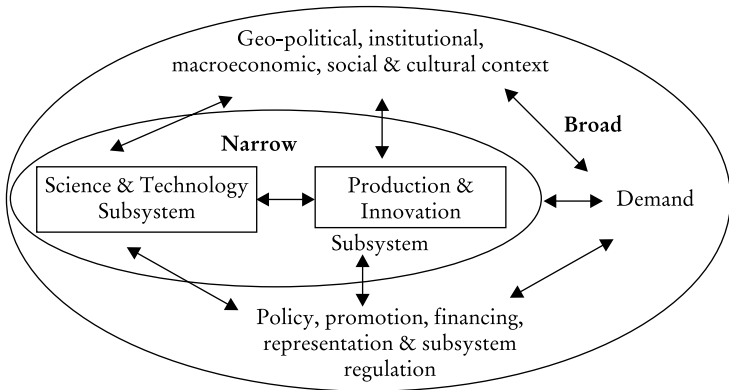 Geo-political, institutional,
macroeconomic, social & cultural context
Broad
Narrow
Science & Technology
Subsystem
Production &
Innovation
Subsystem
Demand
Policy, promotion, financing,
representation & subsystem
regulation